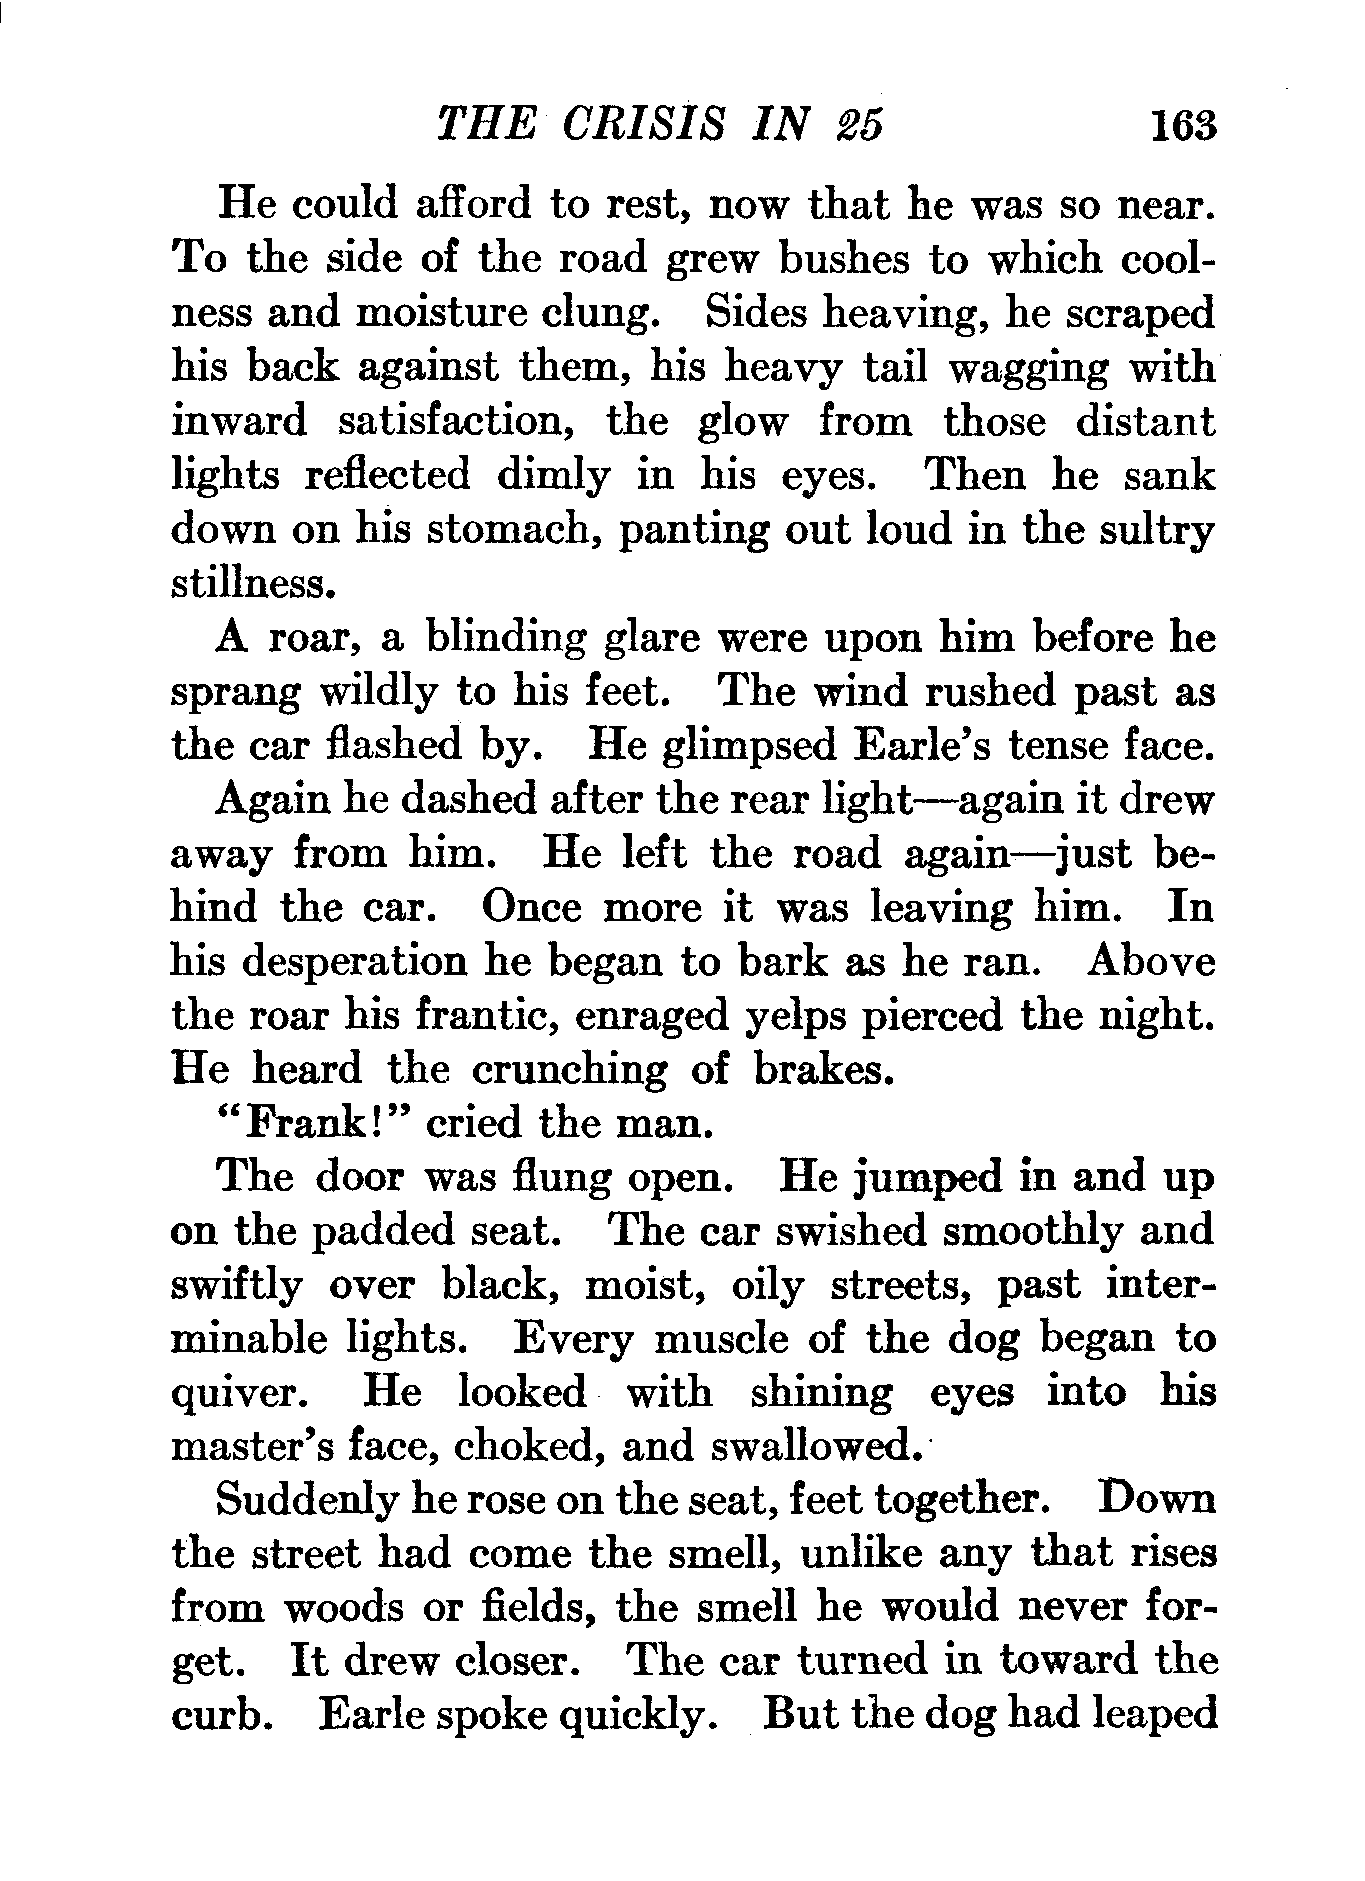 THE CRISIS IN 25 163
He could afford to rest, now that he was so near.
To the side of the road grew bushes to which cool-
ness and moisture clung. Sides heaving, he scraped
his back against them, his heavy tail wagging with
inward satisfaction, the glow from those distant
lights reflected dimly in his eyes. Then he sank
down on his stomach, panting out loud in the sultry
stillness.
A roar, a blinding glare were upon him before he
sprang wildly to his feet. The wind rushed past as
the car flashed by. He glimpsed Earle's tense face.
Again he dashed after the rear light—again it drew
away from him. He left the road again—just be-
hind the car. Once more it was leaving him. In
his desperation he began to bark as he ran. Above
the roar his frantic, enraged yelps pierced the night.
He heard the crunching of brakes.
"Frank!" cried the man.
The door was flung open. He jumped in and up
on the padded seat. The car swished smoothly and
swiftly over black, moist, oily streets, past inter-
minable lights. Every muscle of the dog began to
quiver. He looked with shining eyes into his
master's face, choked, and swallowed.
Suddenly he rose on the seat, feet together. Down
the street had come the smell, unlike any that rises
from woods or fields, the smell he would never for-
get. It drew closer. The car turned in toward the
curb. Earle spoke quickly. But the dog had leaped